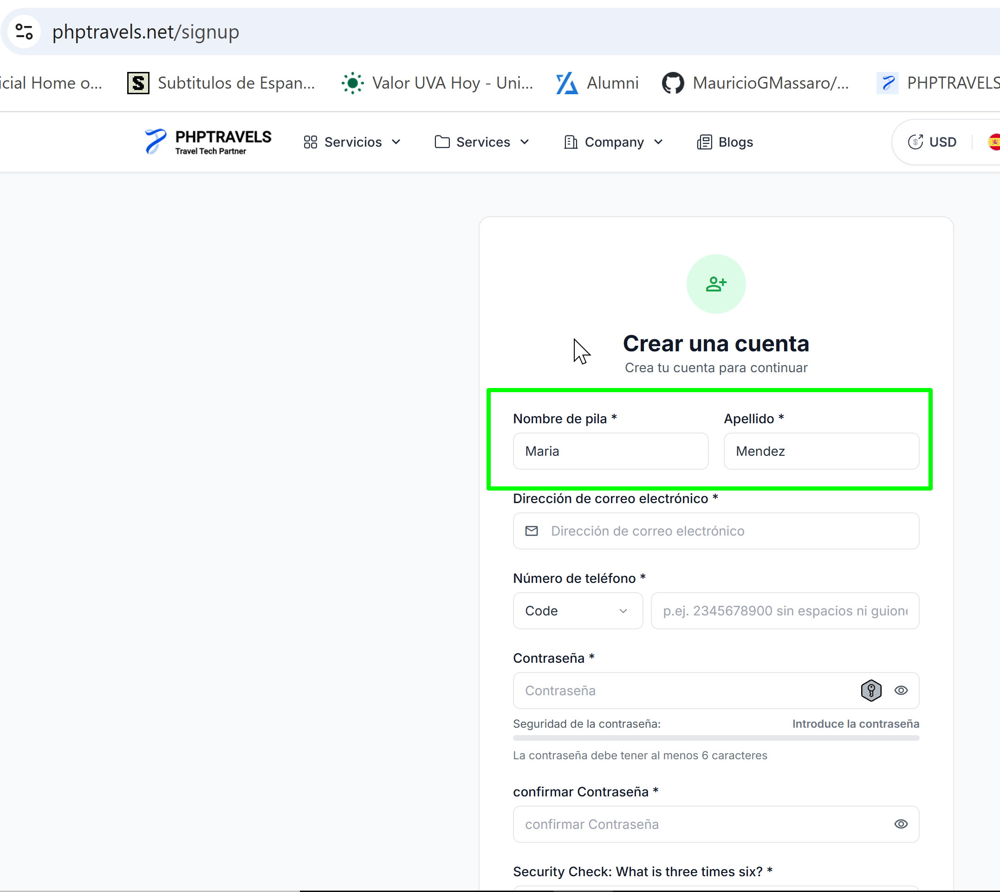 phptravels.net/signup
icial Home o... Subtitulos de Espan... Valor UVA Hoy - Uni... Alumni MauricioGMassaro/... PHPTRAVELS
PHPTRAVELS
Travel Tech Partner
Servicios Services Company Blogs USD
Crear una cuenta
Crea tu cuenta para continuar
Nombre de pila * Apellido *
Maria Mendez
Dirección de correo electrónico *
Dirección de correo electrónico
Número de teléfono *
Code p.ej. 2345678900 sin espacios ni guione
Contraseña *
Contraseña
Seguridad de la contraseña: Introduce la contraseña
La contraseña debe tener al menos 6 caracteres
confirmar Contraseña *
confirmar Contraseña
Security Check: What is three times six? *